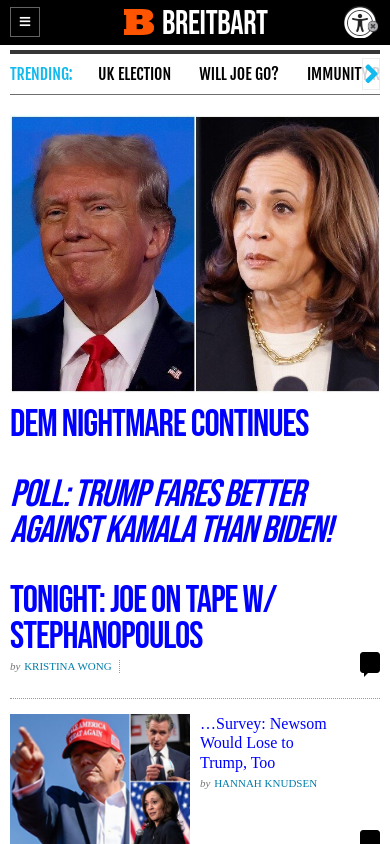 BREITBART
TRENDING:
UK ELECTION
WILL JOE GO?
IMMUNIT
DEM NIGHTMARE CONTINUES
POLL: TRUMP FARES BETTER
AGAINST KAMALA THAN BIDEN!
TONIGHT: JOE ON TAPE W/
STEPHANOPOULOS
by KRISTINA WONG
…Survey: Newsom
Would Lose to
Trump, Too
by HANNAH KNUDSEN